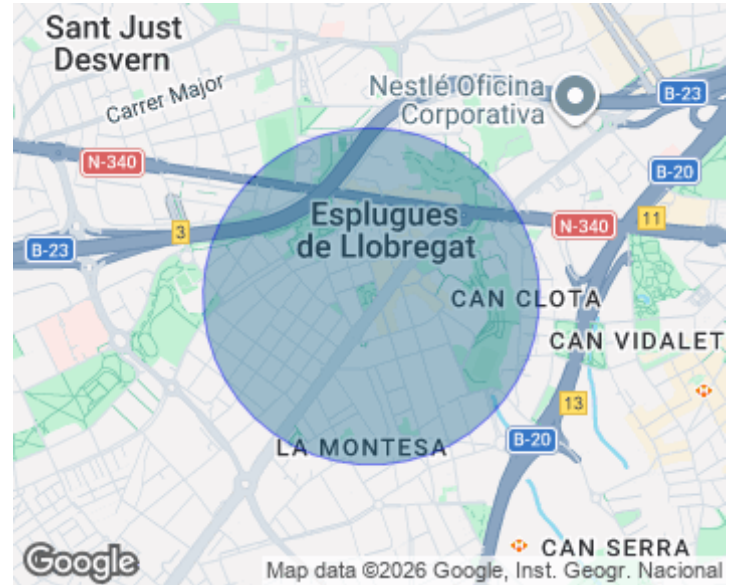 Sant Just
Desvern
Carrer Major
Nestlé Oficina
Corporativa
B-23
N-340
B-20
Esplugues
de Llobregat
11
N-340
3
B-23
CAN CLOTA
CAN VIDALET
13
B-20
LA MONTESA
CAN SERRA
Google
Map data ©2026 Google, Inst. Geogr. Nacional